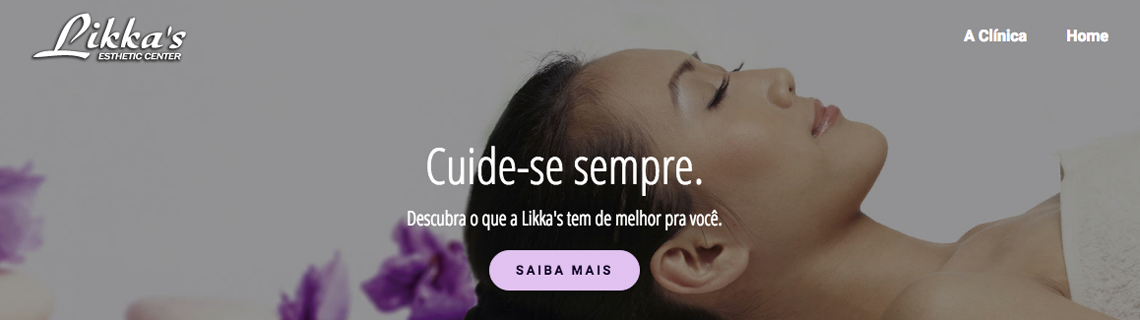 Likka's
ESTHETIC CENTER
A Clínica
Home
Cuide-se sempre.
Descubra o que a Likka's tem de melhor pra você.
SAIBA MAIS